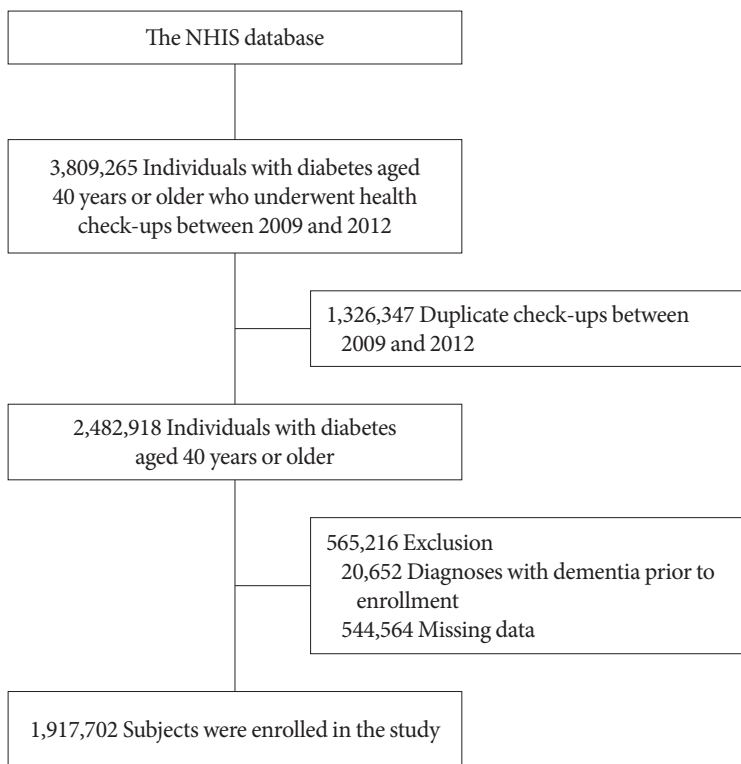 The NHIS database
3,809,265 Individuals with diabetes aged
40 years or older who underwent health
check-ups between 2009 and 2012
1,326,347 Duplicate check-ups between
2009 and 2012
2,482,918 Individuals with diabetes
aged 40 years or older
565,216 Exclusion
20,652 Diagnoses with dementia prior to
enrollment
544,564 Missing data
1,917,702 Subjects were enrolled in the study